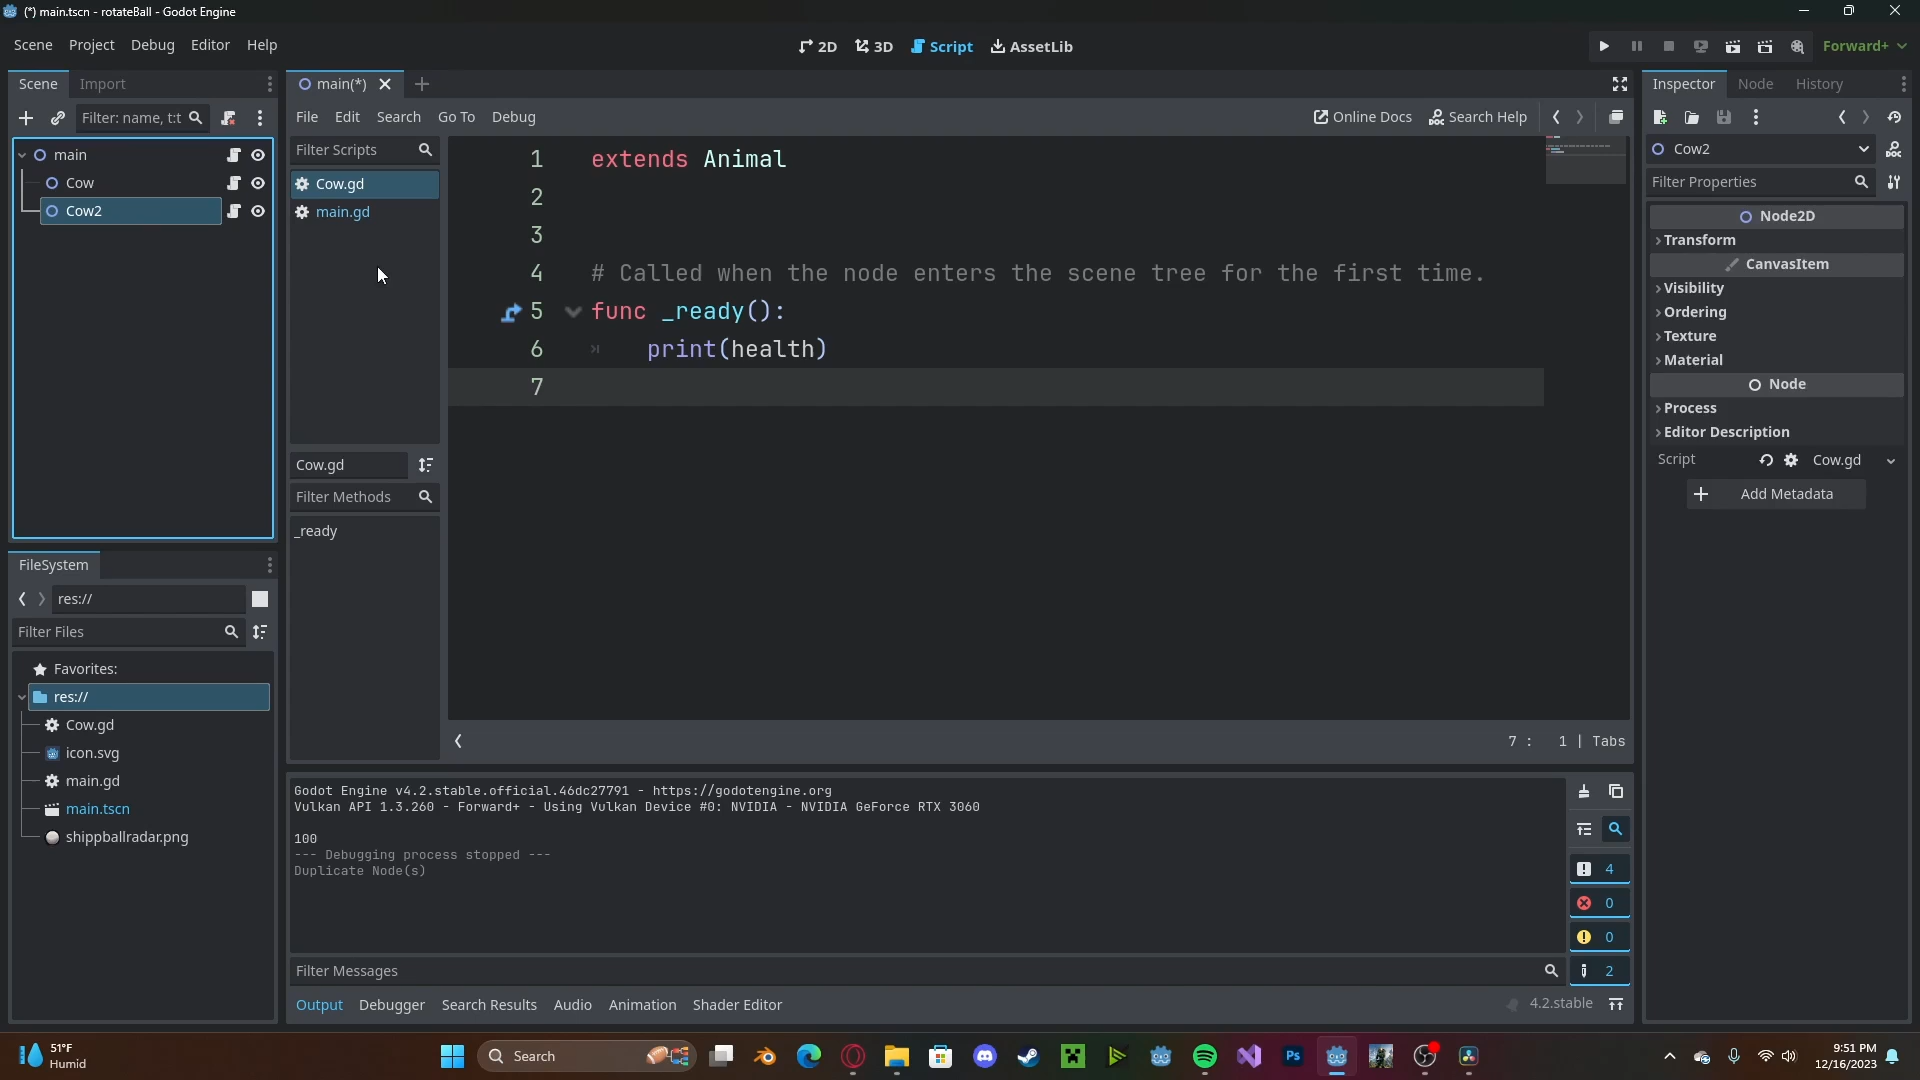 (*) main.tscn - rotateBall - Godot Engine
Scene Project Debug Editor Help
2D 3D Script AssetLib
Forward+
Scene Import
main(*)
Inspector Node History
Filter: name, t:t
File Edit Search Go To Debug
Online Docs Search Help
Filter Scripts
Cow.gd
main.gd
main
Cow
Cow2
1 extends Animal
2
3
4 # Called when the node enters the scene tree for the first time.
5 func _ready():
6 print(health)
7
Cow2
Filter Properties
Node2D
Transform
CanvasItem
Visibility
Ordering
Texture
Material
Node
Process
Editor Description
Script Cow.gd
Add Metadata
Cow.gd
Filter Methods
_ready
7 : 1 | Tabs
FileSystem
res://
Filter Files
Favorites:
res://
Cow.gd
icon.svg
main.gd
main.tscn
shippballradar.png
Godot Engine v4.2.stable.official.46dc27791 - https://godotengine.org
Vulkan API 1.3.260 - Forward+ - Using Vulkan Device #0: NVIDIA - NVIDIA GeForce RTX 3060
100
--- Debugging process stopped ---
Duplicate Node(s)
4
0
0
2
Filter Messages
Output Debugger Search Results Audio Animation Shader Editor
4.2.stable
51°F
Humid
Search
Ps
9:51 PM
12/16/2023